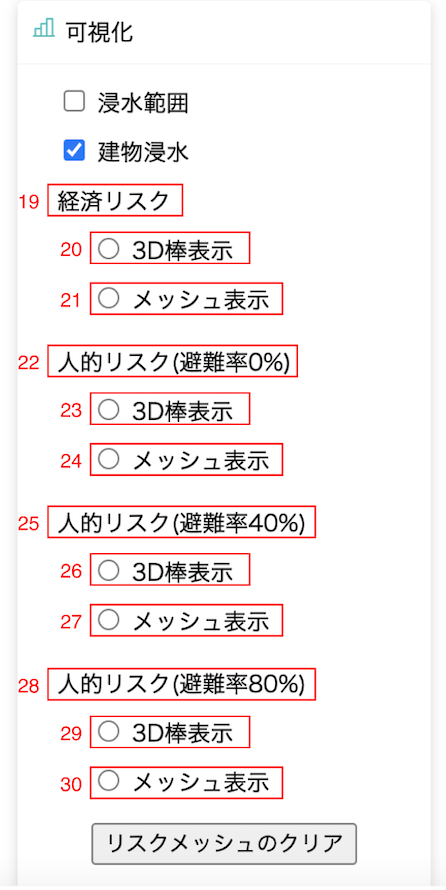 可視化
浸水範囲
建物浸水
19 経済リスク
20 3D棒表示
21 メッシュ表示
22 人的リスク(避難率0%)
23 3D棒表示
24 メッシュ表示
25 人的リスク(避難率40%)
26 3D棒表示
27 メッシュ表示
28 人的リスク(避難率80%)
29 3D棒表示
30 メッシュ表示
リスクメッシュのクリア